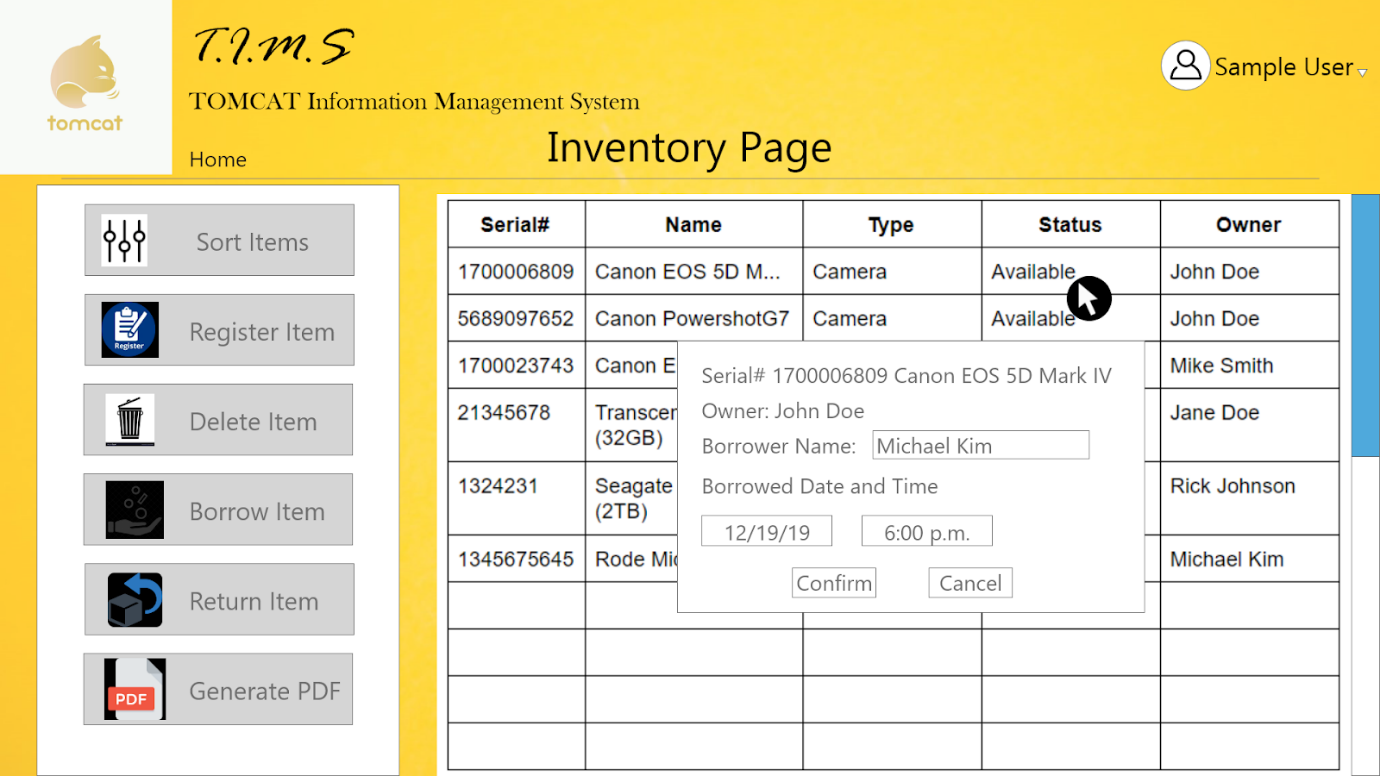 tomcat
T.I.M.S
TOMCAT Information Management System
Sample User
Home
Inventory Page
Sort Items
Register
Register Item
Delete Item
Borrow Item
Return Item
PDF
Generate PDF
Serial# Name Type Status Owner
1700006809 Canon EOS 5D M... Camera Available John Doe
5689097652 Canon PowershotG7 Camera Available John Doe
1700023743 Canon E Mike Smith
21345678 Transcen Jane Doe
(32GB)
1324231 Seagate Rick Johnson
(2TB)
1345675645 Rode Mic Michael Kim
Serial# 1700006809 Canon EOS 5D Mark IV
Owner: John Doe
Borrower Name: Michael Kim
Borrowed Date and Time
12/19/19 6:00 p.m.
Confirm Cancel